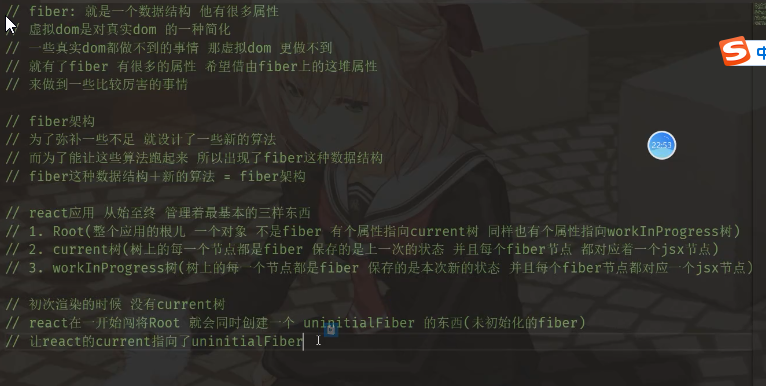 // fiber: 就是一个数据结构 他有很多属性
// 虚拟dom是对真实dom 的一种简化
// 一些真实dom都做不到的事情 那虚拟dom 更做不到
// 就有了fiber 有很多的属性 希望借由fiber上的这堆属性
// 来做到一些比较厉害的事情
// fiber架构
// 为了弥补一些不足 就设计了一些新的算法
// 而为了能让这些算法跑起来 所以出现了fiber这种数据结构
// fiber这种数据结构+新的算法 = fiber架构
// react应用 从始至终 管理着最基本的三样东西
// 1. Root(整个应用的根儿 一个对象 不是fiber 有个属性指向current树 同样也有个属性指向workInProgress树)
// 2. current树(树上的每一个节点都是fiber 保存的是上一次的状态 并且每个fiber节点 都对应着一个jsx节点)
// 3. workInProgress树(树上的每一个节点都是fiber 保存的是本次新的状态 并且每个fiber节点都对应一个jsx节点)
// 初次渲染的时候 没有current树
// react在一开始闯将Root 就会同时创建一个 uninitialFiber 的东西(未初始化的fiber)
// 让react的current指向了uninitialFiber
22:53
S